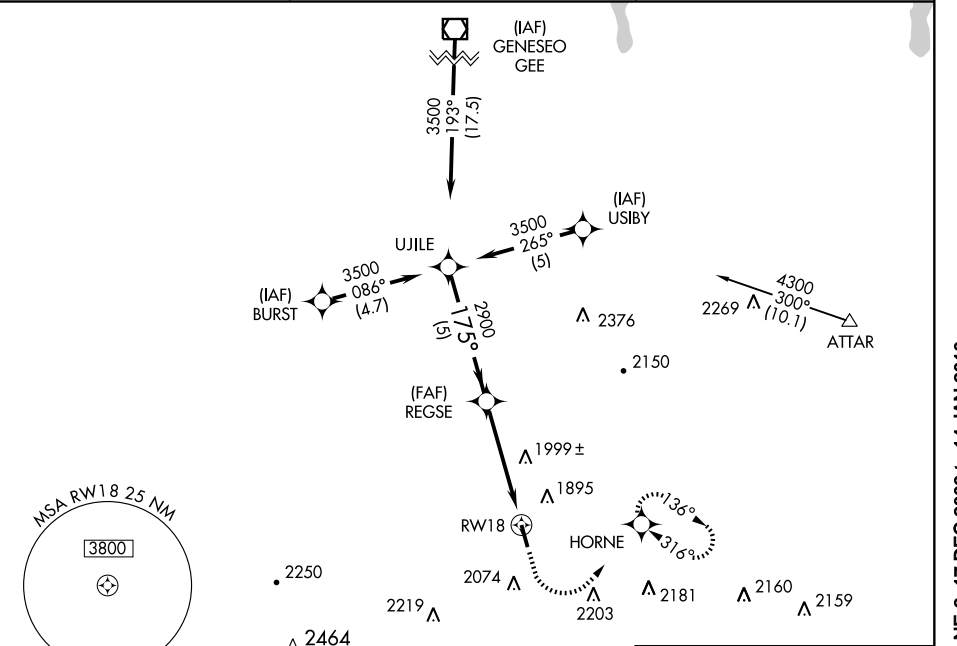 (IAF)
GENESEO
GEE
3500
193°
(17.5)
(IAF)
USIBY
3500
265°
(5)
UJILE
3500
086°
(4.7)
(IAF)
BURST
4300
300°
(10.1)
2269
ATTAR
2900
175°
(5)
2376
2150
(FAF)
REGSE
1999±
1895
MSA RW18 25 NM
3800
RW18
HORNE
136°
316°
2250
2074
2219
2203
2181
2160
2159
2464